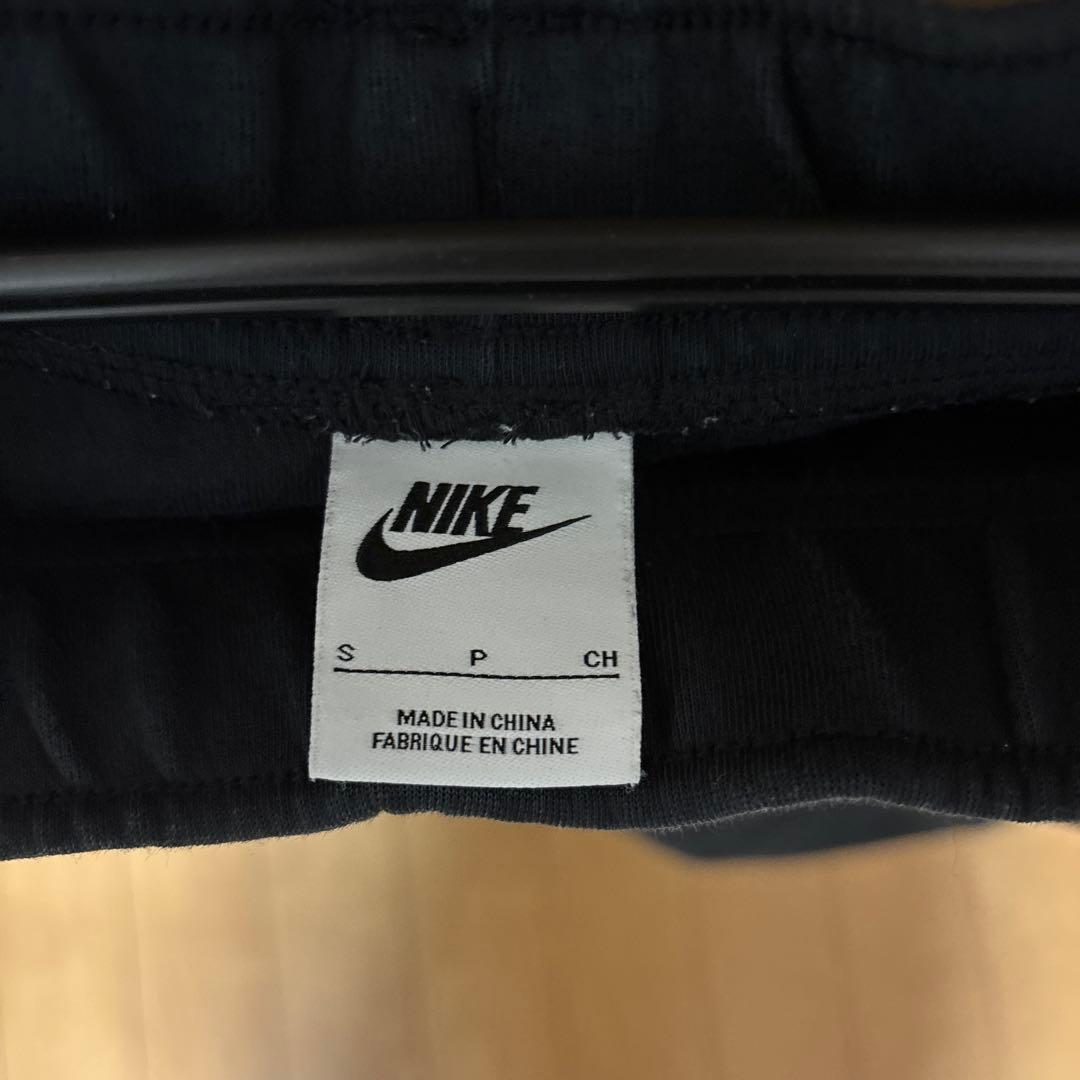 NIKE
S P CH
MADE IN CHINA
FABRIQUE EN CHINE